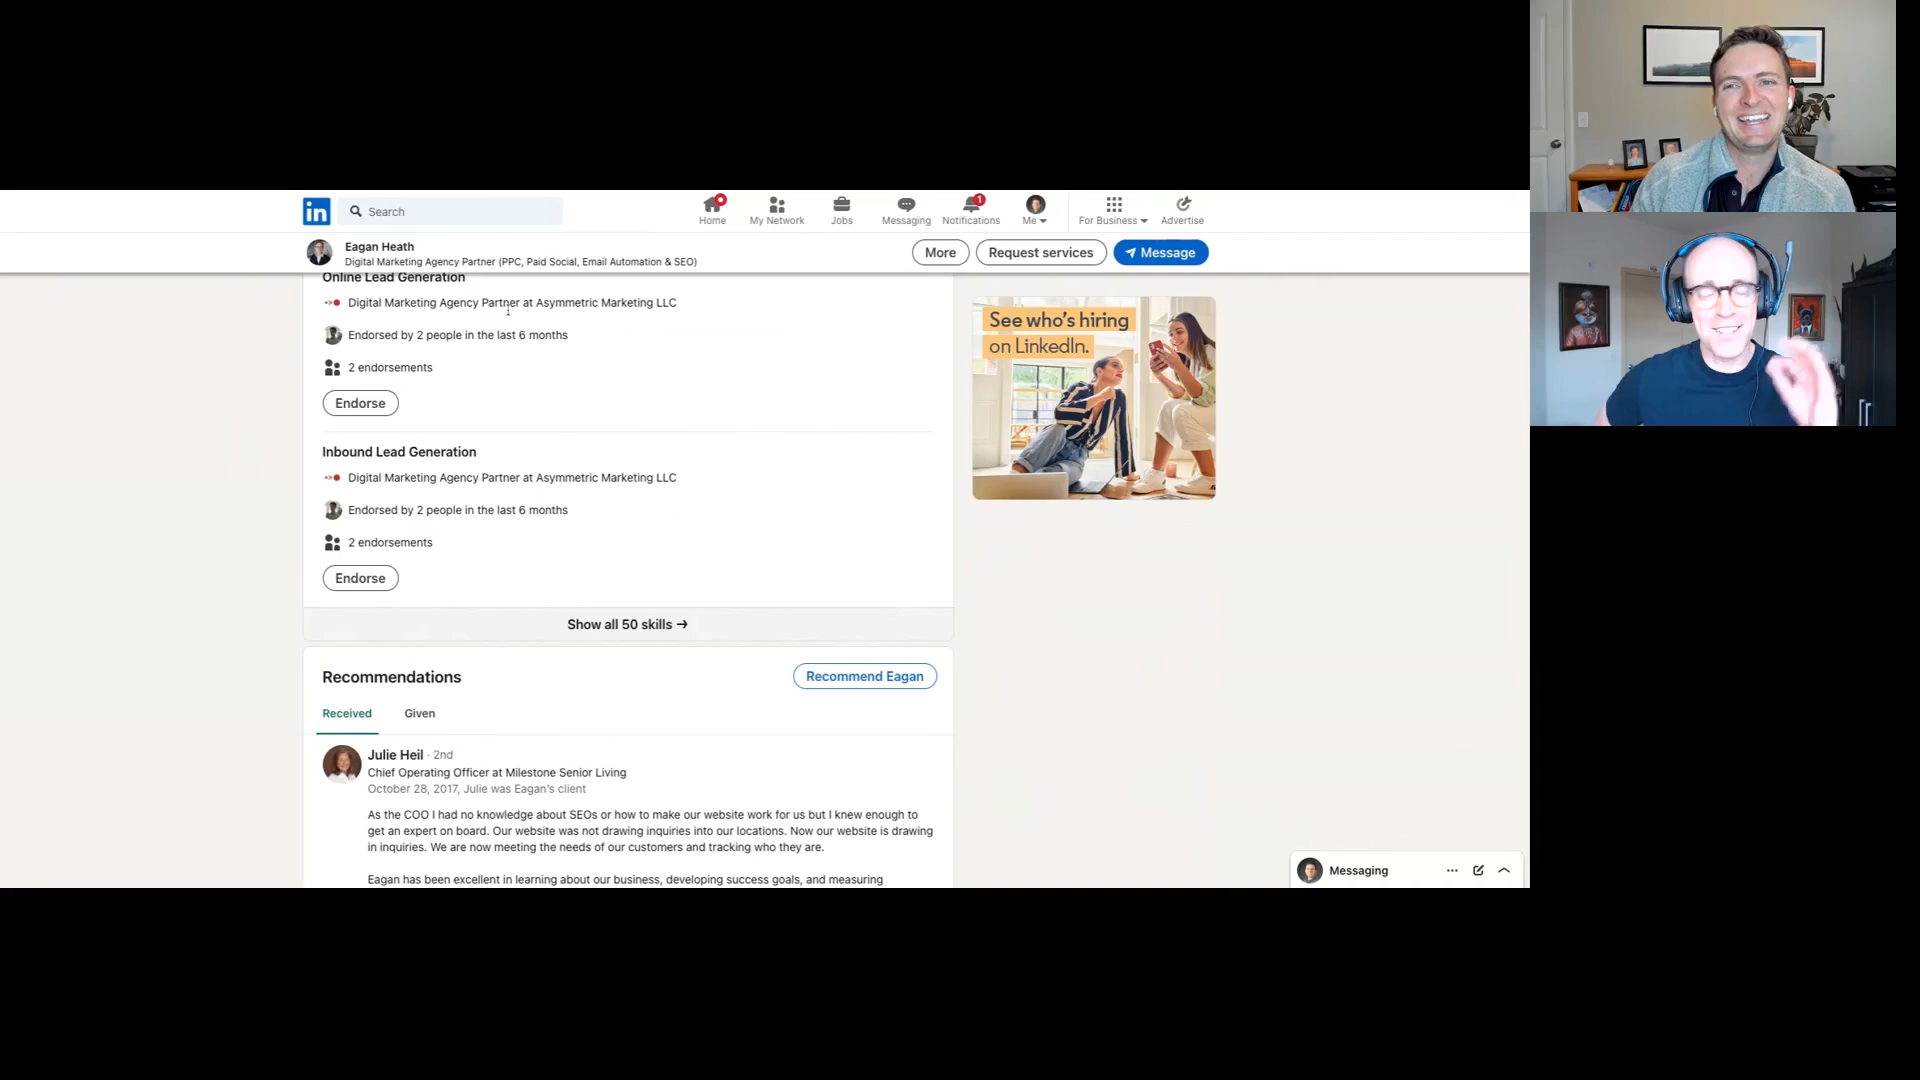 in
Search
Home
My Network
Jobs
Messaging
1
Notifications
Me
For Business
Advertise
Eagan Heath
Digital Marketing Agency Partner (PPC, Paid Social, Email Automation & SEO)
More
Request services
Message
Online Lead Generation
Digital Marketing Agency Partner at Asymmetric Marketing LLC
Endorsed by 2 people in the last 6 months
2 endorsements
Endorse
Inbound Lead Generation
Digital Marketing Agency Partner at Asymmetric Marketing LLC
Endorsed by 2 people in the last 6 months
2 endorsements
Endorse
Show all 50 skills →
See who's hiring
on LinkedIn.
Recommendations
Recommend Eagan
Received
Given
Julie Heil · 2nd
Chief Operating Officer at Milestone Senior Living
October 28, 2017, Julie was Eagan's client
As the COO I had no knowledge about SEOs or how to make our website work for us but I knew enough to
get an expert on board. Our website was not drawing inquiries into our locations. Now our website is drawing
in inquiries. We are now meeting the needs of our customers and tracking who they are.
Eagan has been excellent in learning about our business, developing success goals, and measuring
Messaging